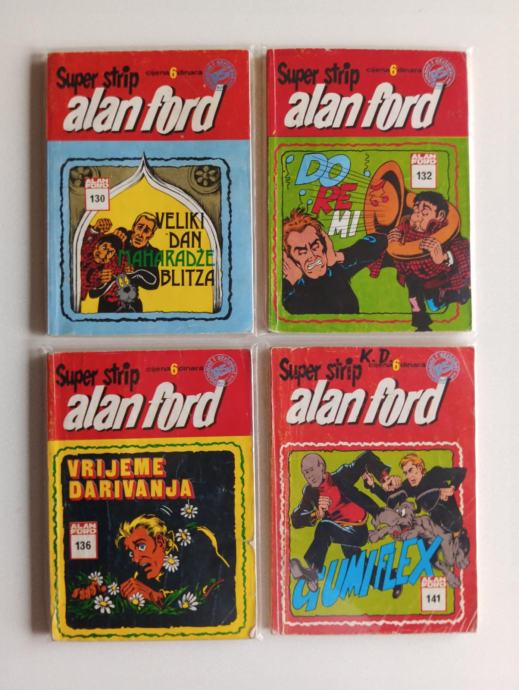 Super strip
cijena 6 dinara
alan ford
ALAN
FORD
130
VELIKI
DAN
MAHARADŽE
BLITZA
Super strip
cijena 6 dinara
alan ford
DO
RE
MI
ALAN
FORD
132
Super strip
cijena 6 dinara
alan ford
VRIJEME
DARIVANJA
ALAN
FORD
136
Super strip
K.D.
cijena 6 dinara
alan ford
GUMIFLEX
ALAN
FORD
141